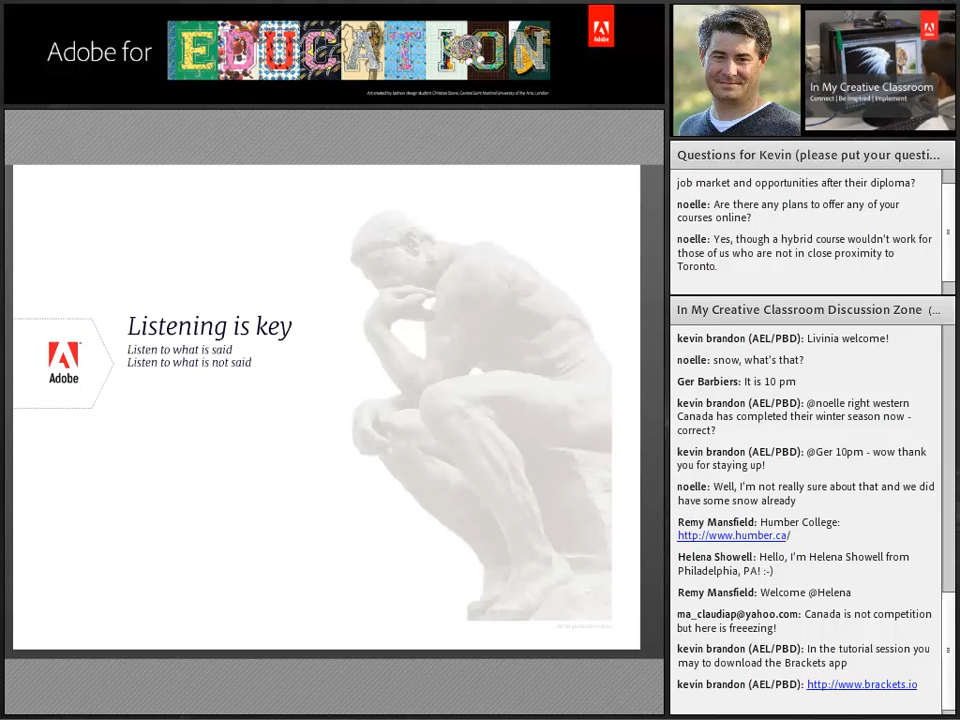 Adobe for EDUCATION
Adobe
Art created by fashion design student Christian Stone, Central Saint Martins/University of the Arts, London
In My Creative Classroom
Connect | Be Inspired | Implement
Listening is key
Listen to what is said
Listen to what is not said
Adobe
Questions for Kevin (please put your questi...
job market and opportunities after their diploma?
noelle: Are there any plans to offer any of your
courses online?
noelle: Yes, though a hybrid course wouldn't work for
those of us who are not in close proximity to
Toronto.
In My Creative Classroom Discussion Zone (...
kevin brandon (AEL/PBD): Livinia welcome!
noelle: snow, what's that?
Ger Barbiers: It is 10 pm
kevin brandon (AEL/PBD): @noelle right western
Canada has completed their winter season now -
correct?
kevin brandon (AEL/PBD): @Ger 10pm - wow thank
you for staying up!
noelle: Well, I'm not really sure about that and we did
have some snow already
Remy Mansfield: Humber College:
http://www.humber.ca/
Helena Showell: Hello, I'm Helena Showell from
Philadelphia, PA! :-)
Remy Mansfield: Welcome @Helena
ma_claudiap@yahoo.com: Canada is not competition
but here is freeezing!
kevin brandon (AEL/PBD): In the tutorial session you
may to download the Brackets app
kevin brandon (AEL/PBD): http://www.brackets.io